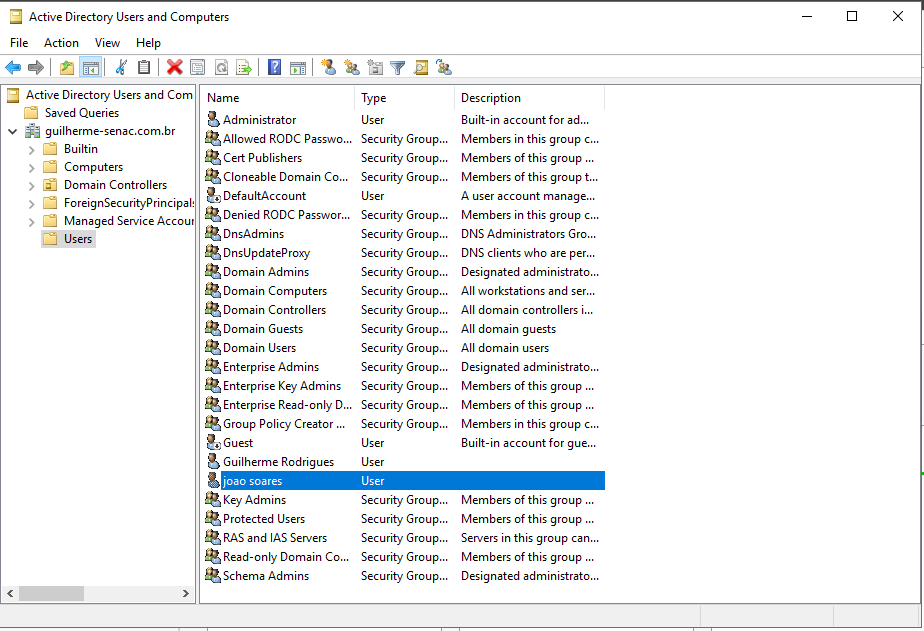 Active Directory Users and Computers
File Action View Help
Active Directory Users and Com
Saved Queries
guilherme-senac.com.br
Builtin
Computers
Domain Controllers
ForeignSecurityPrincipals
Managed Service Accour
Users
Name Type Description
Administrator User Built-in account for ad...
Allowed RODC Passwo... Security Group... Members in this group c...
Cert Publishers Security Group... Members of this group ...
Cloneable Domain Co... Security Group... Members of this group t...
DefaultAccount User A user account manage...
Denied RODC Passwor... Security Group... Members in this group c...
DnsAdmins Security Group... DNS Administrators Gro...
DnsUpdateProxy Security Group... DNS clients who are per...
Domain Admins Security Group... Designated administrato...
Domain Computers Security Group... All workstations and ser...
Domain Controllers Security Group... All domain controllers i...
Domain Guests Security Group... All domain guests
Domain Users Security Group... All domain users
Enterprise Admins Security Group... Designated administrato...
Enterprise Key Admins Security Group... Members of this group ...
Enterprise Read-only D... Security Group... Members of this group ...
Group Policy Creator ... Security Group... Members in this group c...
Guest User Built-in account for gue...
Guilherme Rodrigues User
joao soares User
Key Admins Security Group... Members of this group ...
Protected Users Security Group... Members of this group ...
RAS and IAS Servers Security Group... Servers in this group can...
Read-only Domain Co... Security Group... Members of this group ...
Schema Admins Security Group... Designated administrato...